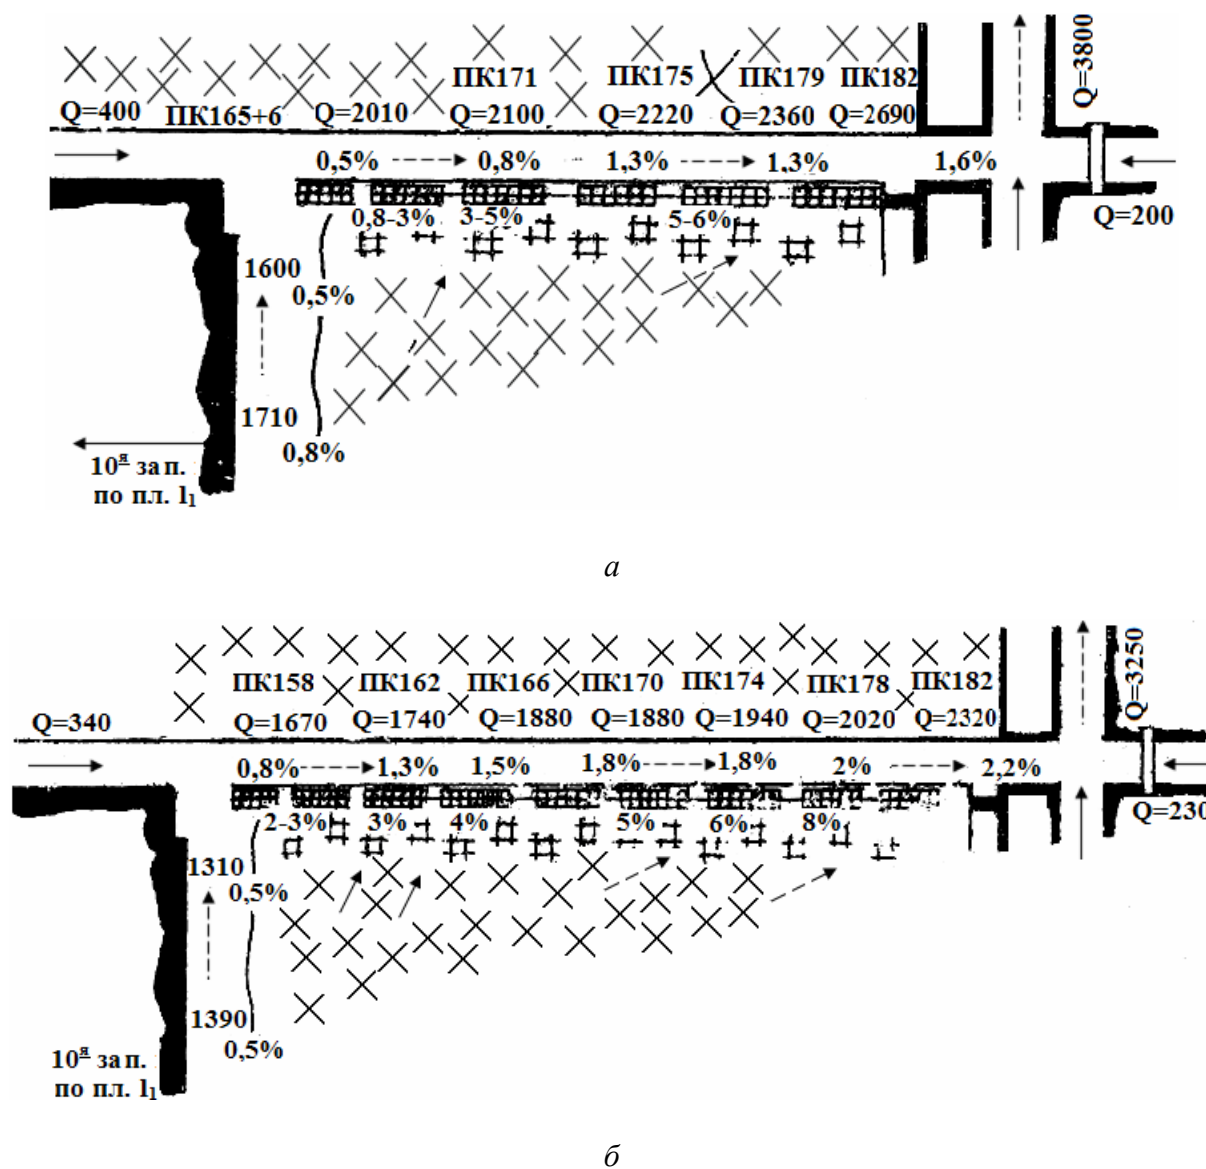 Q=3800
ПК171 ПК175 ПК179 ПК182
Q=400 ПК165+6 Q=2010 Q=2100 Q=2220 Q=2360 Q=2690
0,5% 0,8% 1,3% 1,3% 1,6%
0,8-3% 3-5% 5-6% Q=200
1600
0,5%
1710
0,8%
10я зап.
по пл. l1
а
Q=3250
ПК158 ПК162 ПК166 ПК170 ПК174 ПК178 ПК182
Q=340 Q=1670 Q=1740 Q=1880 Q=1880 Q=1940 Q=2020 Q=2320
0,8% 1,3% 1,5% 1,8% 1,8% 2% 2,2%
2-3% 3% 4% 5% 6% 8% Q=230
1310
0,5%
1390
0,5%
10я зап.
по пл. l1
б